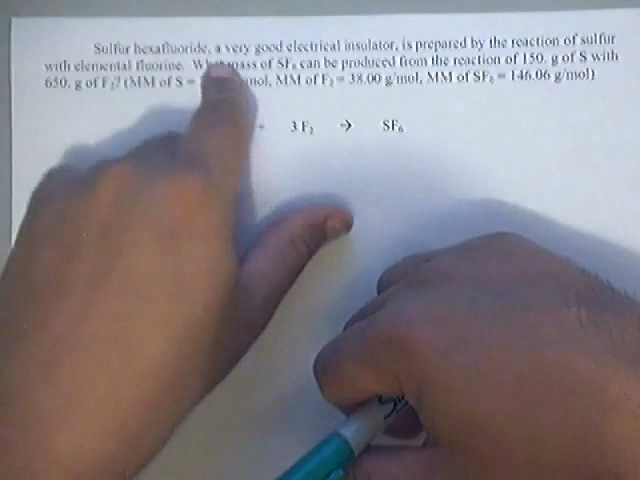 Sulfur hexafluoride, a very good electrical insulator, is prepared by the reaction of sulfur
with elemental fluorine. mass of SF₆ can be produced from the reaction of 150. g of S with
650. g of F₂? (MM of S = mol, MM of F₂ = 38.00 g/mol, MM of SF₆ = 146.06 g/mol)
3 F₂ → SF₆